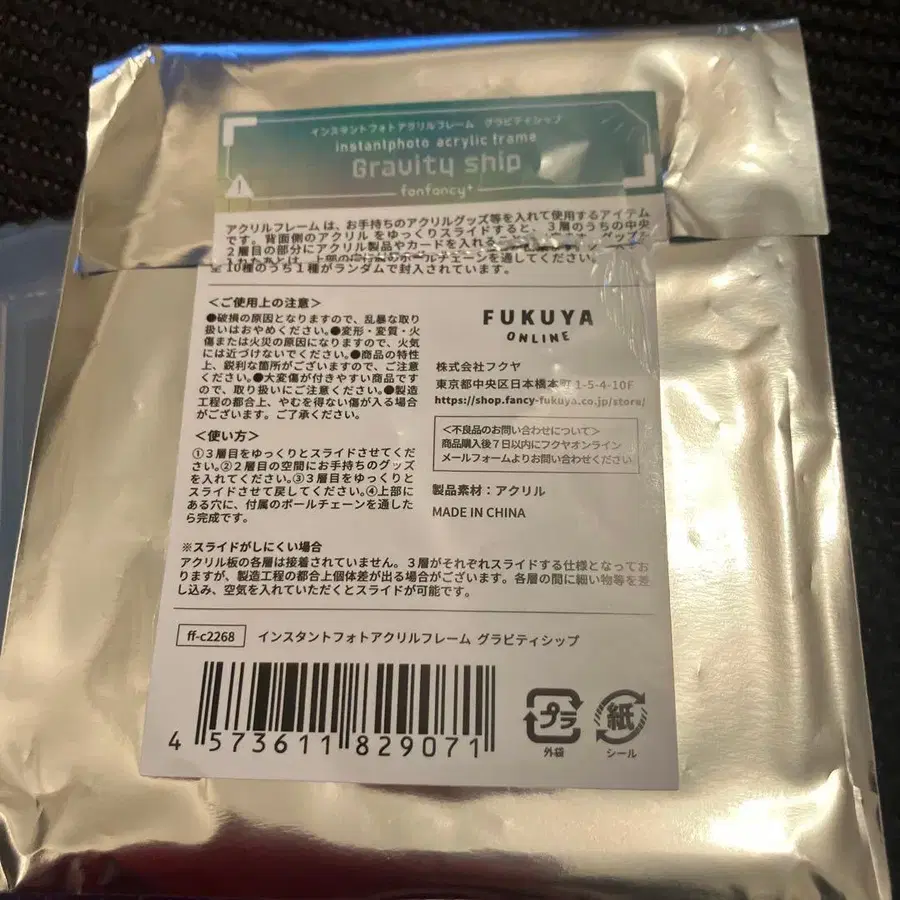 インスタントフォトアクリルフレーム グラビティシップ
instantphoto acrylic frame
Gravity ship
fanfancy+
アクリルフレームは、お手持ちのアクリルグッズ等を入れて使用するアイテム
です。背面側のアクリルをゆっくりスライドすると、3層のうちの中央
2層目の部分にアクリル製品やカードを入れる
ボールチェーンを通してください。
全10種のうち1種がランダムで封入されています。
<ご使用上の注意>
●破損の原因となりますので、乱暴な取り
扱いはおやめください。●変形・変質・火
傷または火災の原因になりますので、火気
には近づけないでください。●商品の特性
上、鋭利な箇所がございますので、ご注意
ください。●大変傷が付きやすい商品です
ので、取り扱いにご注意ください。●製造
工程の都合上、やむを得ない傷が入る場合
がございます。ご了承ください。
<使い方>
①3層目をゆっくりとスライドさせてくだ
さい。②2層目の空間にお手持ちのグッズ
を入れてください。③3層目をゆっくりと
スライドさせて戻してください。④上部に
ある穴に、付属のボールチェーンを通した
ら完成です。
FUKUYA
ONLINE
株式会社フクヤ
東京都中央区日本橋本町 1-5-4-10F
https://shop.fancy-fukuya.co.jp/store/
<不良品のお問い合わせについて>
商品購入後7日以内にフクヤオンライン
メールフォームよりお問い合わせください
製品素材：アクリル
MADE IN CHINA
※スライドがしにくい場合
アクリル板の各層は接着されていません。3層がそれぞれスライドする仕様となってお
りますが、製造工程の都合上個体差が出る場合がございます。各層の間に細い物等を差
し込み、空気を入れていただくとスライドが可能です。
ff-c2268 インスタントフォトアクリルフレーム グラビティシップ
4 573611 829071
プラ
外袋
紙
シール